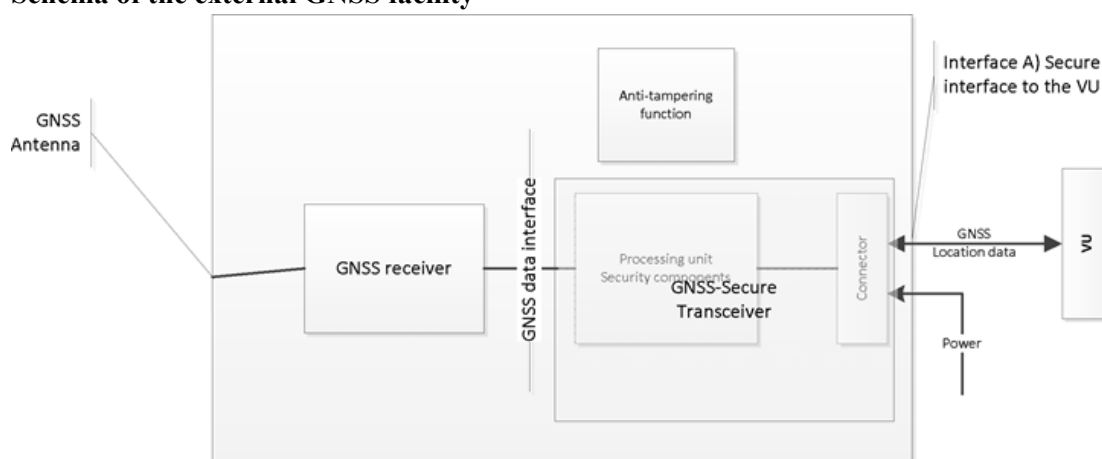 Schema of the external GNSS facility
Anti-tampering
function
Interface A) Secure
interface to the VU
GNSS
Antenna
GNSS data interface
GNSS receiver
Processing unit
Security components
GNSS-Secure
Transceiver
Connector
GNSS
Location data
VU
Power